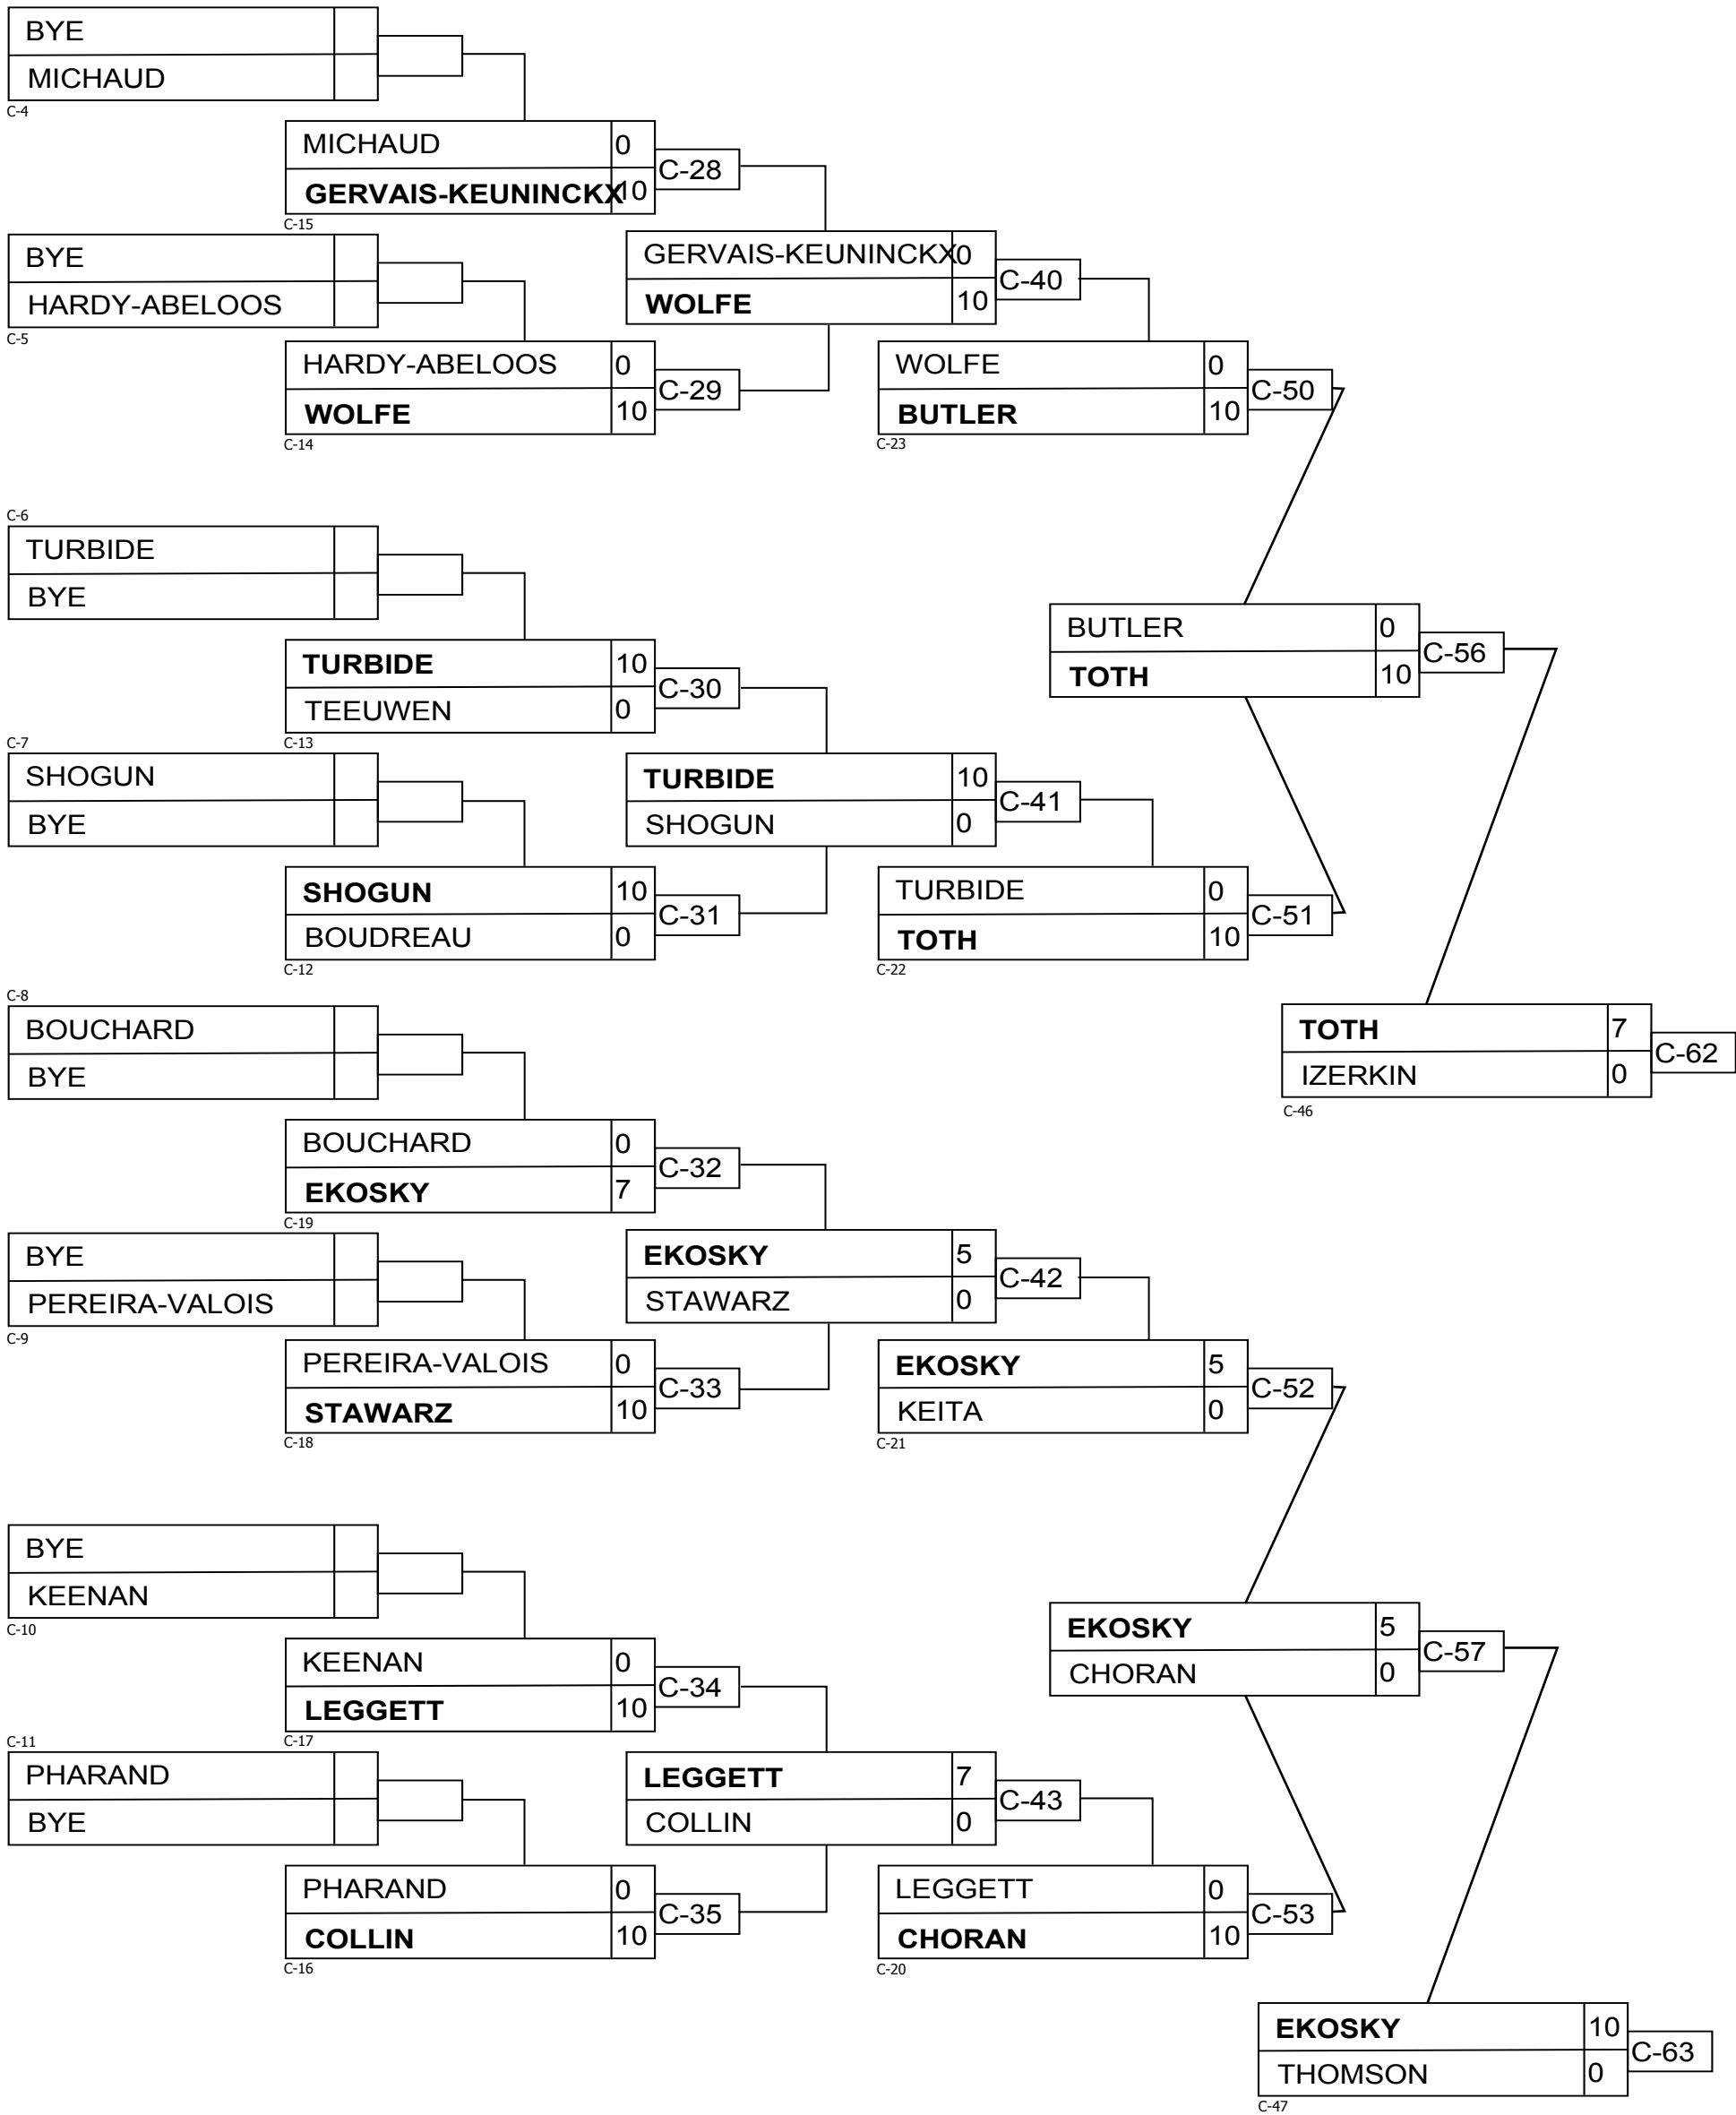 BYE
MICHAUD
C-4
MICHAUD 0
GERVAIS-KEUNINCKX 10
C-28
C-15
BYE
HARDY-ABELOOS
C-5
GERVAIS-KEUNINCKX 0
WOLFE 10
C-40
HARDY-ABELOOS 0
WOLFE 10
C-29
C-14
WOLFE 0
BUTLER 10
C-50
C-23
C-6
TURBIDE
BYE
BUTLER 0
TOTH 10
C-56
TURBIDE 10
TEEUWEN 0
C-30
C-13
C-7
SHOGUN
BYE
TURBIDE 10
SHOGUN 0
C-41
SHOGUN 10
BOUDREAU 0
C-31
C-12
TURBIDE 0
TOTH 10
C-51
C-22
C-8
BOUCHARD
BYE
TOTH 7
IZERKIN 0
C-62
C-46
BOUCHARD 0
EKOSKY 7
C-32
C-19
BYE
PEREIRA-VALOIS
C-9
EKOSKY 5
STAWARZ 0
C-42
PEREIRA-VALOIS 0
STAWARZ 10
C-33
C-18
EKOSKY 5
KEITA 0
C-52
C-21
BYE
KEENAN
C-10
EKOSKY 5
CHORAN 0
C-57
KEENAN 0
LEGGETT 10
C-34
C-17
C-11
PHARAND
BYE
LEGGETT 7
COLLIN 0
C-43
PHARAND 0
COLLIN 10
C-35
C-16
LEGGETT 0
CHORAN 10
C-53
C-20
EKOSKY 10
THOMSON 0
C-63
C-47